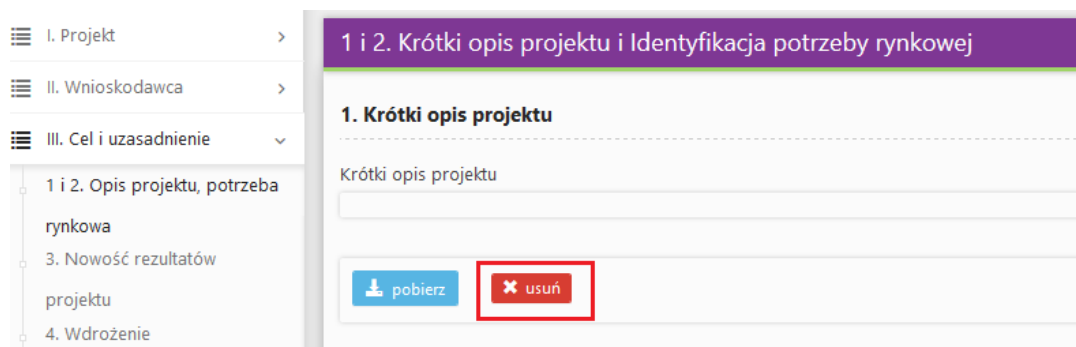 I. Projekt
II. Wnioskodawca
III. Cel i uzasadnienie
1 i 2. Opis projektu, potrzeba
rynkowa
3. Nowość rezultatów
projektu
4. Wdrożenie
1 i 2. Krótki opis projektu i Identyfikacja potrzeby rynkowej
1. Krótki opis projektu
Krótki opis projektu
pobierz
usuń